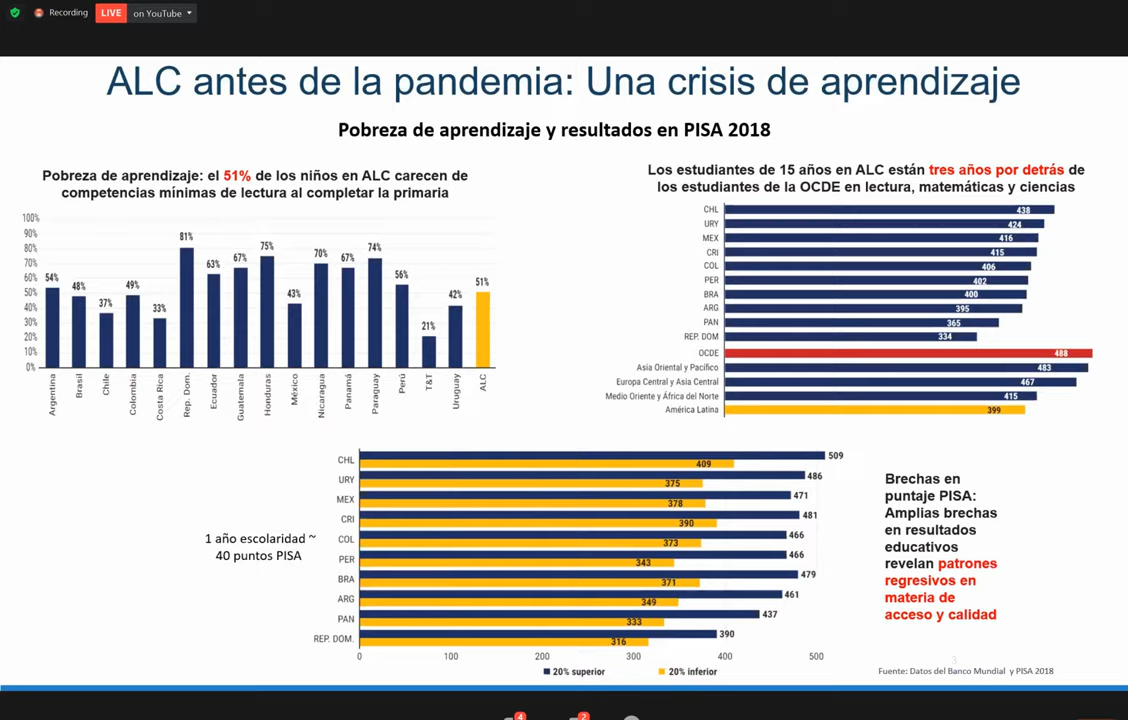 Recording
LIVE
on YouTube
ALC antes de la pandemia: Una crisis de aprendizaje
Pobreza de aprendizaje y resultados en PISA 2018
Pobreza de aprendizaje: el 51% de los niños en ALC carecen de
competencias mínimas de lectura al completar la primaria
100%
90%
80%
70%
60%
50%
40%
30%
20%
10%
0%
54%
48%
37%
49%
33%
81%
63%
67%
75%
43%
70%
67%
74%
56%
21%
42%
51%
Argentina
Brasil
Chile
Colombia
Costa Rica
Rep. Dom.
Ecuador
Guatemala
Honduras
México
Nicaragua
Panamá
Paraguay
Perú
T&T
Uruguay
ALC
Los estudiantes de 15 años en ALC están tres años por detrás de
los estudiantes de la OCDE en lectura, matemáticas y ciencias
CHL 438
URY 424
MEX 416
CRI 415
COL 406
PER 402
BRA 400
ARG 395
PAN 365
REP. DOM 334
OCDE 488
Asia Oriental y Pacífico 483
Europa Central y Asia Central 467
Medio Oriente y África del Norte 415
América Latina 399
1 año escolaridad ~
40 puntos PISA
CHL 509 409
URY 486 375
MEX 471 378
CRI 481 390
COL 466 373
PER 466 343
BRA 479 371
ARG 461 349
PAN 437 333
REP. DOM. 390 316
0 100 200 300 400 500
20% superior 20% inferior
Brechas en
puntaje PISA:
Amplias brechas
en resultados
educativos
revelan patrones
regresivos en
materia de
acceso y calidad
3
Fuente: Datos del Banco Mundial y PISA 2018
4
2